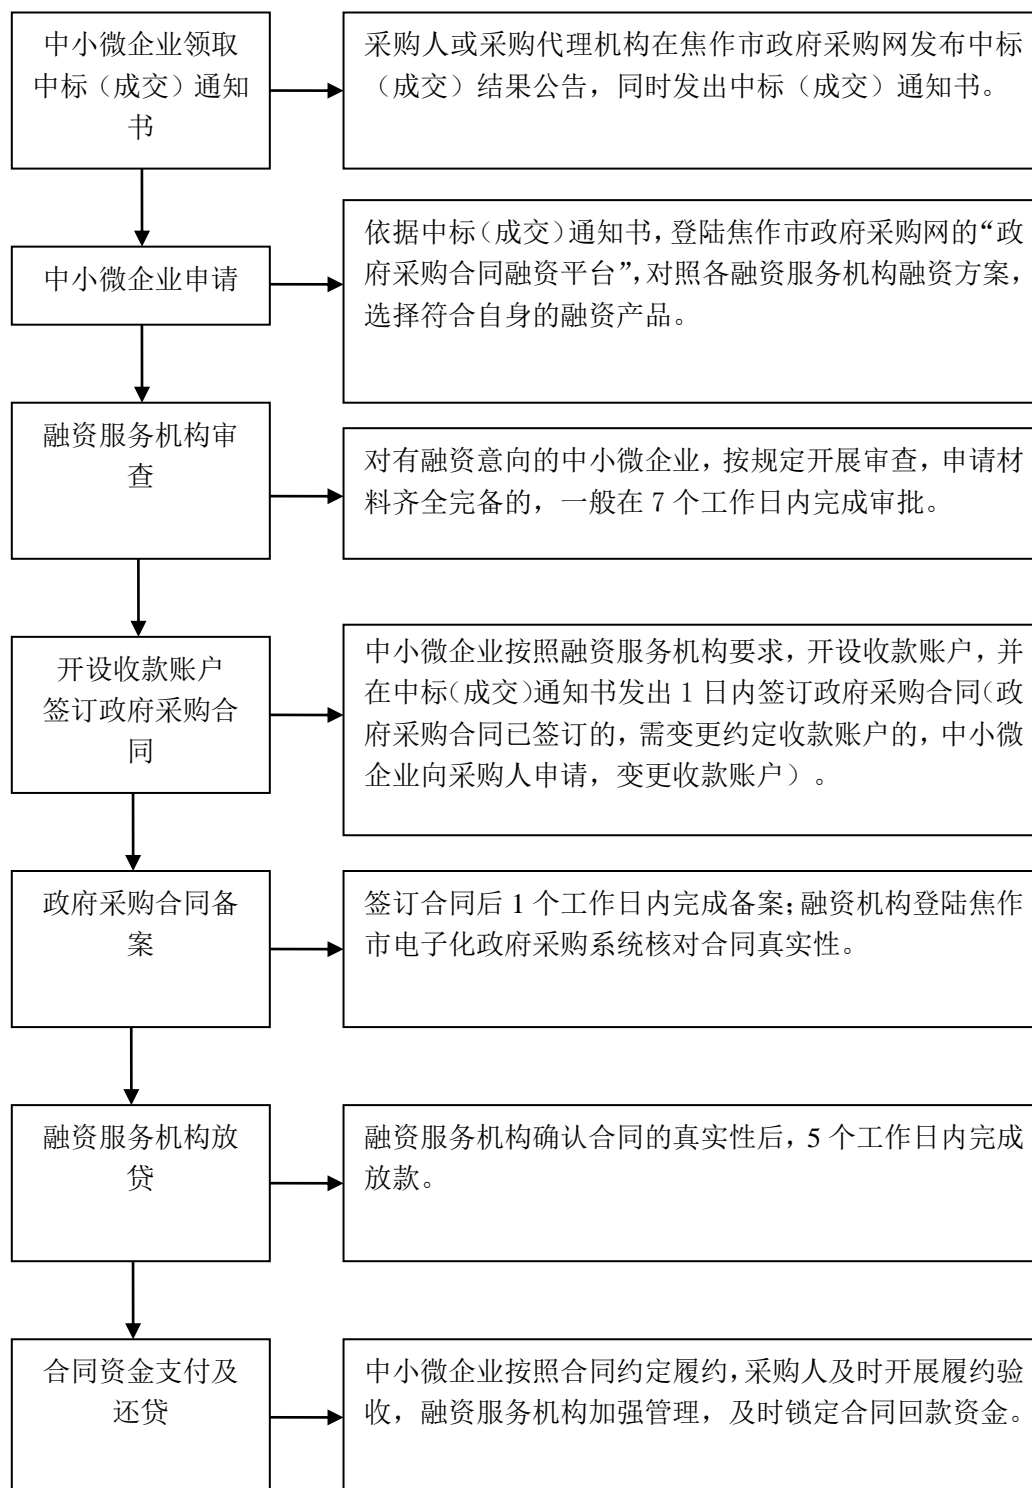 中小微企业领取
中标（成交）通知
书
采购人或采购代理机构在焦作市政府采购网发布中标
（成交）结果公告，同时发出中标（成交）通知书。
中小微企业申请
依据中标（成交）通知书，登陆焦作市政府采购网的“政
府采购合同融资平台”，对照各融资服务机构融资方案，
选择符合自身的融资产品。
融资服务机构审
查
对有融资意向的中小微企业，按规定开展审查，申请材
料齐全完备的，一般在 7 个工作日内完成审批。
开设收款账户
签订政府采购合
同
中小微企业按照融资服务机构要求，开设收款账户，并
在中标（成交）通知书发出 1 日内签订政府采购合同（政
府采购合同已签订的，需变更约定收款账户的，中小微
企业向采购人申请，变更收款账户）。
政府采购合同备
案
签订合同后 1 个工作日内完成备案；融资机构登陆焦作
市电子化政府采购系统核对合同真实性。
融资服务机构放
贷
融资服务机构确认合同的真实性后，5 个工作日内完成
放款。
合同资金支付及
还贷
中小微企业按照合同约定履约，采购人及时开展履约验
收，融资服务机构加强管理，及时锁定合同回款资金。